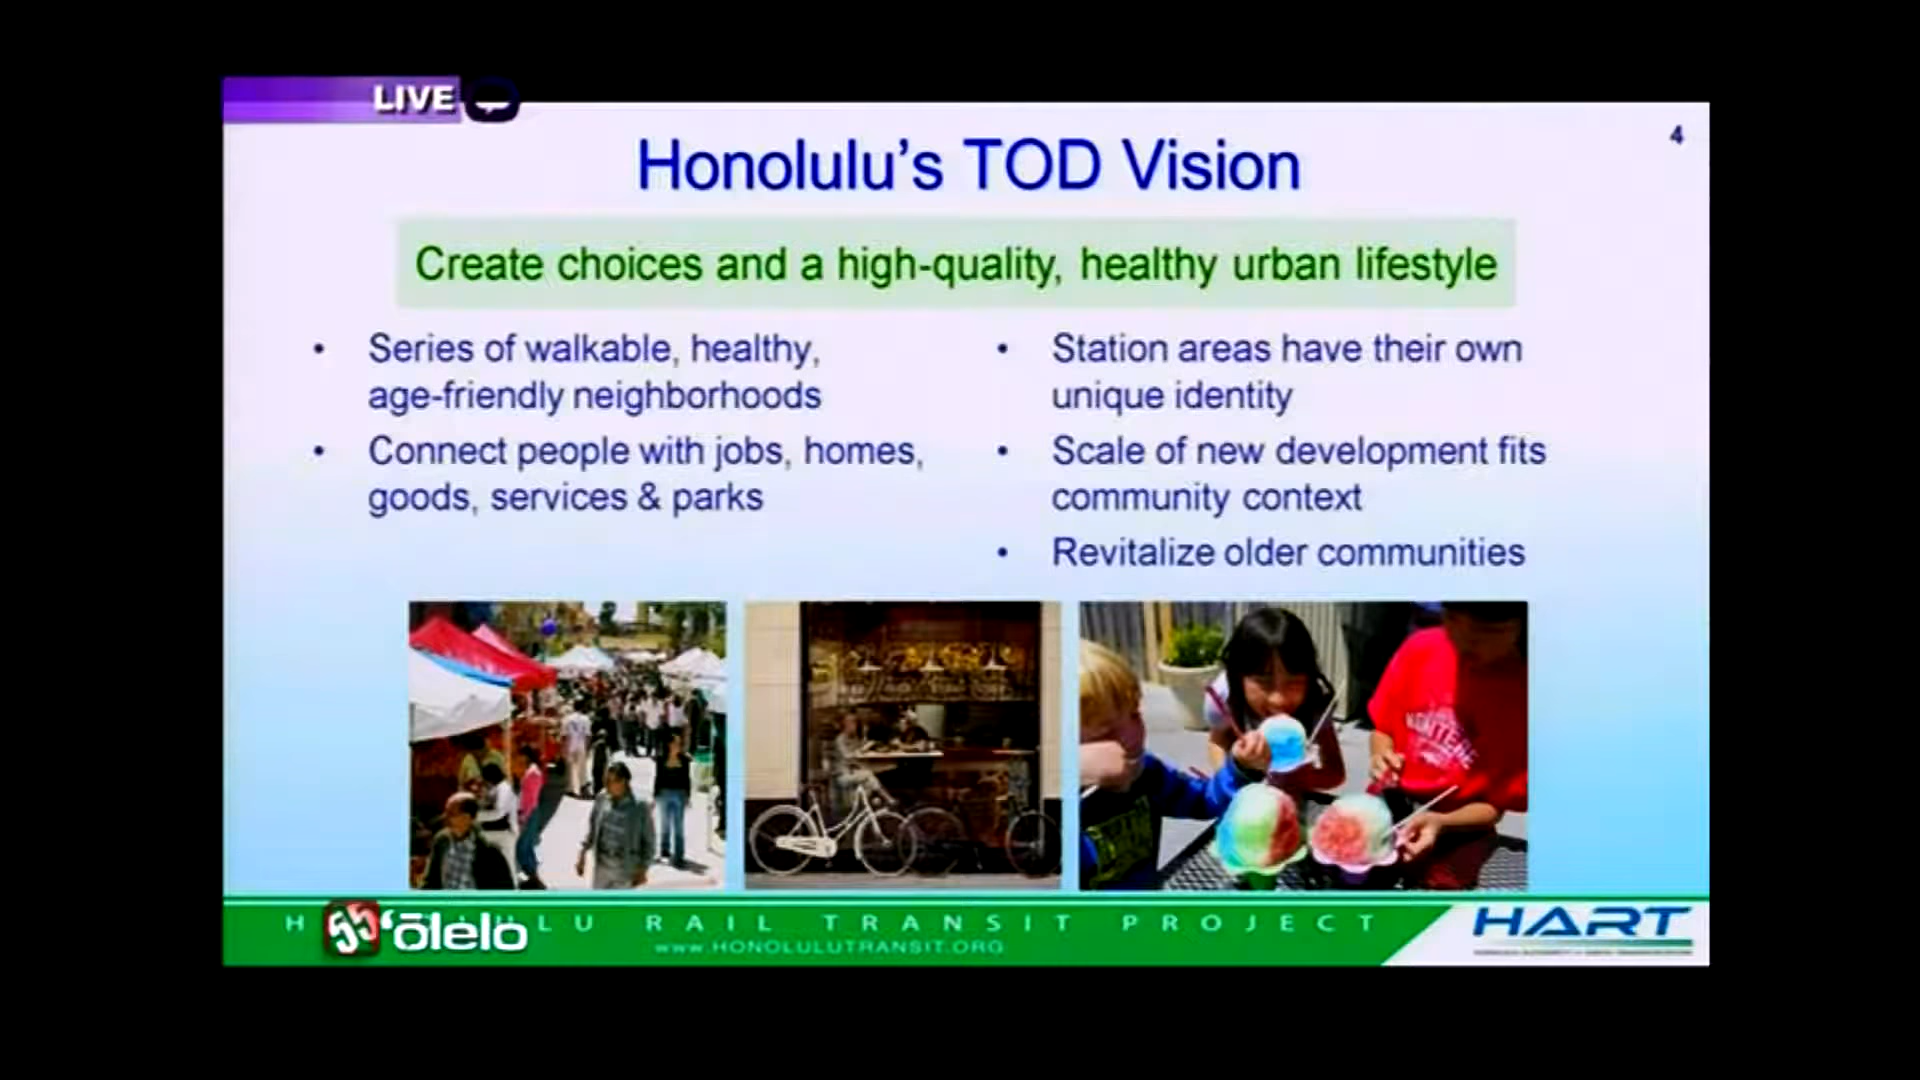 LIVE
4
Honolulu's TOD Vision
Create choices and a high-quality, healthy urban lifestyle
• Series of walkable, healthy,
age-friendly neighborhoods
• Connect people with jobs, homes,
goods, services & parks
• Station areas have their own
unique identity
• Scale of new development fits
community context
• Revitalize older communities
RAIL TRANSIT PROJECT
55 ‘ōlelo
www.HONOLULUTRANSIT.ORG
HART